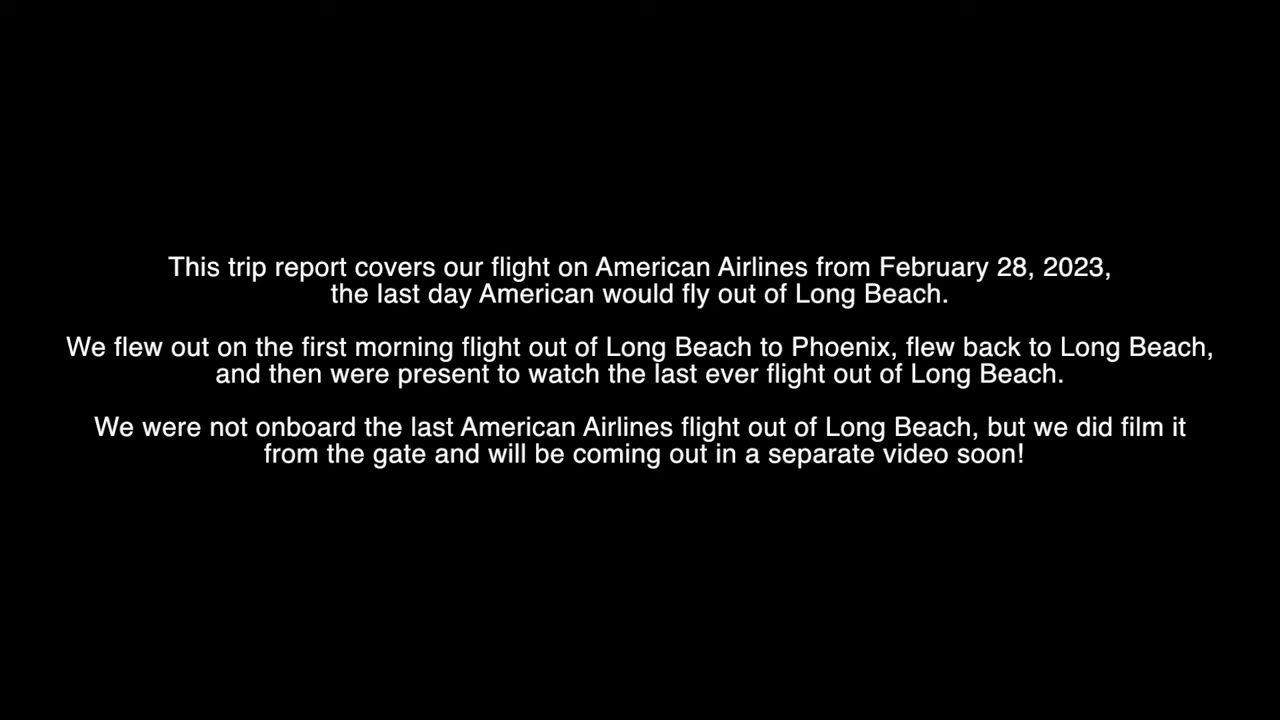 This trip report covers our flight on American Airlines from February 28, 2023,
the last day American would fly out of Long Beach.
We flew out on the first morning flight out of Long Beach to Phoenix, flew back to Long Beach,
and then were present to watch the last ever flight out of Long Beach.
We were not onboard the last American Airlines flight out of Long Beach, but we did film it
from the gate and will be coming out in a separate video soon!